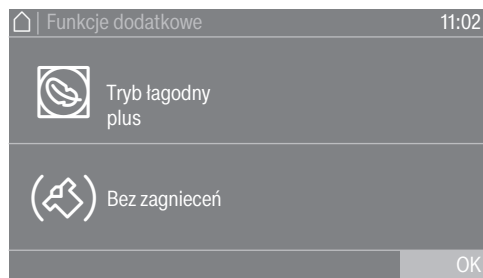 | Funkcje dodatkowe 11:02
Tryb łagodny
plus
Bez zagnieceń
OK